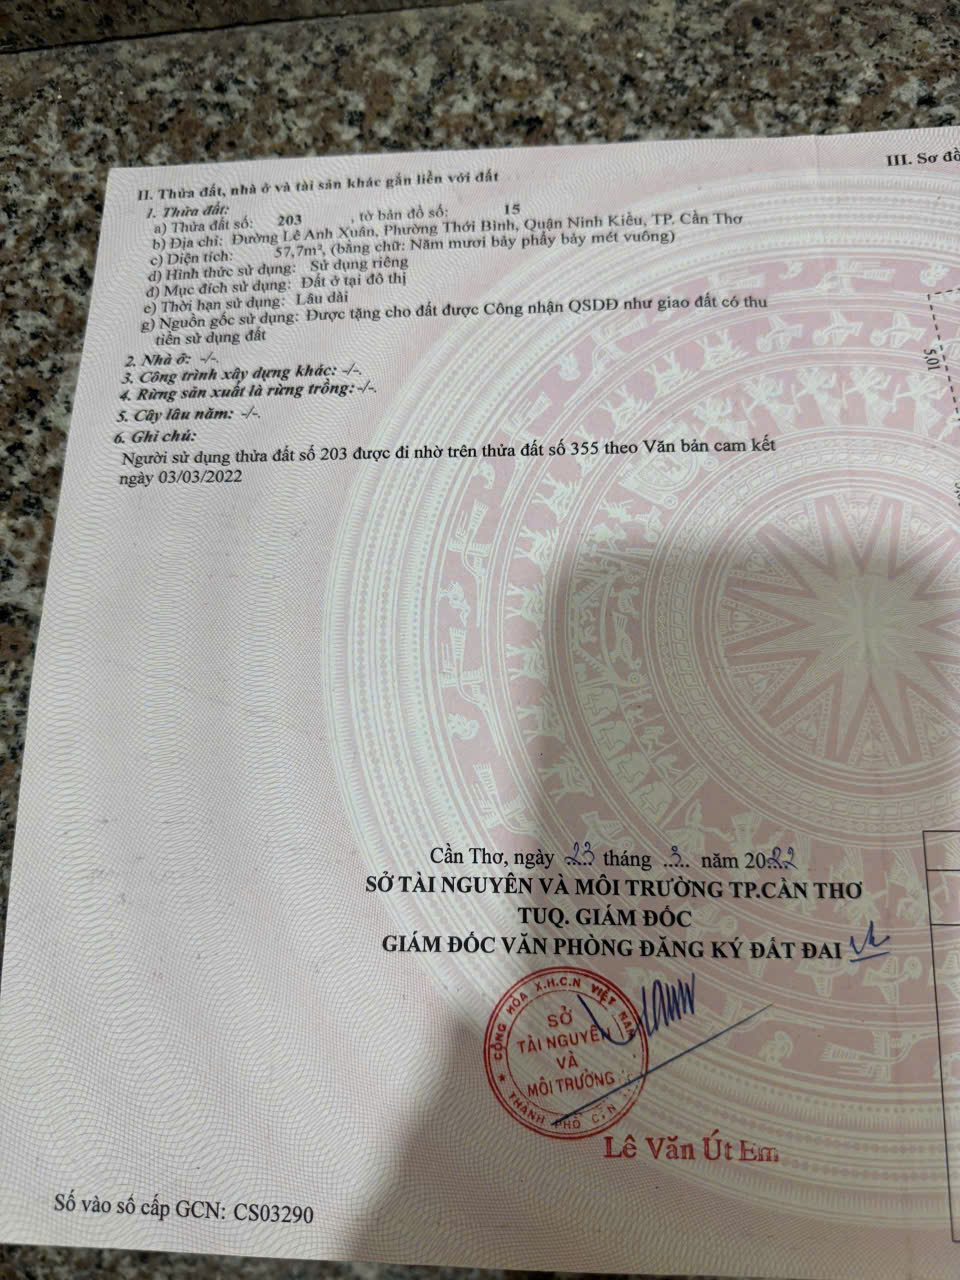 II. Thửa đất, nhà ở và tài sản khác gắn liền với đất
III. Sơ đồ
1. Thửa đất:
a) Thửa đất số: 203 , tờ bản đồ số: 15
b) Địa chỉ: Đường Lê Anh Xuân, Phường Thới Bình, Quận Ninh Kiều, TP. Cần Thơ
c) Diện tích: 57,7m², (bằng chữ: Năm mươi bảy phẩy bảy mét vuông)
d) Hình thức sử dụng: Sử dụng riêng
đ) Mục đích sử dụng: Đất ở tại đô thị
e) Thời hạn sử dụng: Lâu dài
g) Nguồn gốc sử dụng: Được tặng cho đất được Công nhận QSDĐ như giao đất có thu
tiền sử dụng đất
2. Nhà ở: -/-.
3. Công trình xây dựng khác: -/-.
4. Rừng sản xuất là rừng trồng: -/-.
5. Cây lâu năm: -/-.
6. Ghi chú:
Người sử dụng thửa đất số 203 được đi nhờ trên thửa đất số 355 theo Văn bản cam kết
ngày 03/03/2022
5,01
Cần Thơ, ngày 23 tháng 3 năm 2022
SỞ TÀI NGUYÊN VÀ MÔI TRƯỜNG TP.CẦN THƠ
TUQ. GIÁM ĐỐC
GIÁM ĐỐC VĂN PHÒNG ĐĂNG KÝ ĐẤT ĐAI
CỘNG HÒA X.H.C.N VIỆT NAM
SỞ
TÀI NGUYÊN
VÀ
MÔI TRƯỜNG
THÀNH PHỐ
Lê Văn Út Em
Số vào sổ cấp GCN: CS03290